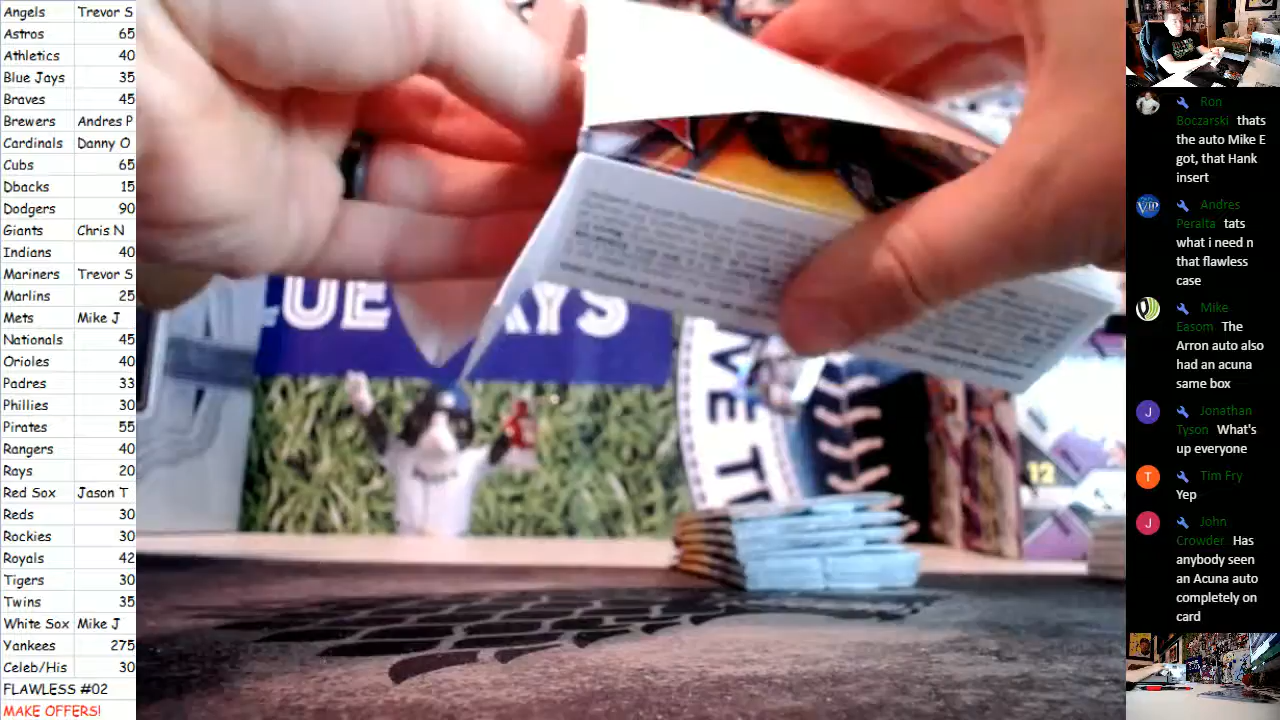 Angels Trevor S
Astros 65
Athletics 40
Blue Jays 35
Braves 45
Brewers Andres P
Cardinals Danny O
Cubs 65
Dbacks 15
Dodgers 90
Giants Chris N
Indians 40
Mariners Trevor S
Marlins 25
Mets Mike J
Nationals 45
Orioles 40
Padres 33
Phillies 30
Pirates 55
Rangers 40
Rays 20
Red Sox Jason T
Reds 30
Rockies 30
Royals 42
Tigers 30
Twins 35
White Sox Mike J
Yankees 275
Celeb/His 30
FLAWLESS #02
MAKE OFFERS!
12
Ron
Boczarski thats
the auto Mike E
got, that Hank
insert
VIP
Andres
Peralta tats
what i need n
that flawless
case
Mike
Easom The
Arron auto also
had an acuna
same box
J
Jonathan
Tyson What's
up everyone
T
Tim Fry
Yep
J
John
Crowder Has
anybody seen
an Acuna auto
completely on
card